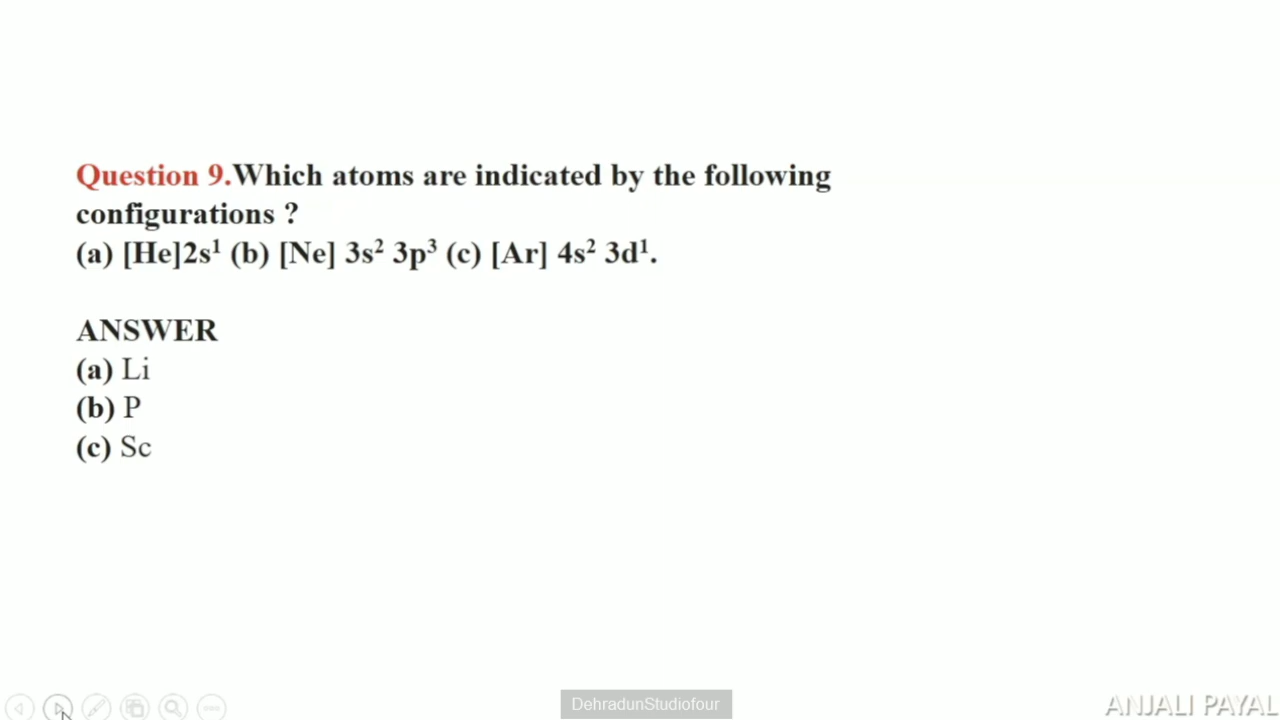 Question 9.Which atoms are indicated by the following
configurations ?
(a) [He]2s¹ (b) [Ne] 3s² 3p³ (c) [Ar] 4s² 3d¹.
ANSWER
(a) Li
(b) P
(c) Sc
DehradunStudiofour
ANJALI PAYAL